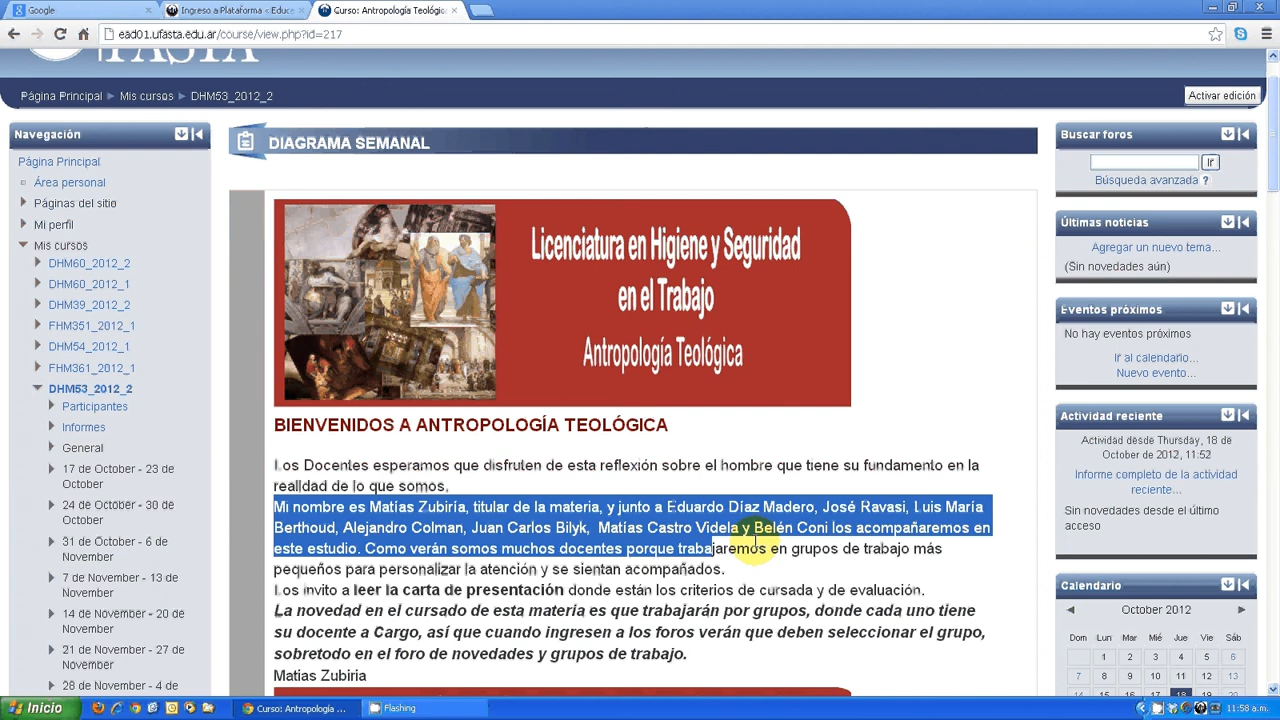 Google
Ingreso a Plataforma < Educ
Curso: Antropología Teológic
ead01.ufasta.edu.ar/course/view.php?id=217
Página Principal ► Mis cursos ► DHM53_2012_2
Activar edición
Navegación
Página Principal
Área personal
Páginas del sitio
Mi perfil
Mis cursos
DHM60_2012_2
DHM60_2012_1
DHM39_2012_2
FHM351_2012_1
DHM54_2012_1
FHM361_2012_1
DHM53_2012_2
Participantes
Informes
General
17 de October - 23 de
October
24 de October - 30 de
October
31 de October - 6 de
November
7 de November - 13 de
November
14 de November - 20 de
November
21 de November - 27 de
November
28 de November - 4 de
DIAGRAMA SEMANAL
Licenciatura en Higiene y Seguridad
en el Trabajo
Antropología Teológica
BIENVENIDOS A ANTROPOLOGÍA TEOLÓGICA
Los Docentes esperamos que disfruten de esta reflexión sobre el hombre que tiene su fundamento en la
realidad de lo que somos.
Mi nombre es Matías Zubiría, titular de la materia, y junto a Eduardo Díaz Madero, José Ravasi, Luis María
Berthoud, Alejandro Colman, Juan Carlos Bilyk, Matías Castro Videla y Belén Coni los acompañaremos en
este estudio. Como verán somos muchos docentes porque trabajaremos en grupos de trabajo más
pequeños para personalizar la atención y se sientan acompañados.
Los invito a leer la carta de presentación donde están los criterios de cursada y de evaluación.
La novedad en el cursado de esta materia es que trabajarán por grupos, donde cada uno tiene
su docente a Cargo, así que cuando ingresen a los foros verán que deben seleccionar el grupo,
sobretodo en el foro de novedades y grupos de trabajo.
Matias Zubiria
Buscar foros
Ir
Búsqueda avanzada ?
Últimas noticias
Agregar un nuevo tema...
(Sin novedades aún)
Eventos próximos
No hay eventos próximos
Ir al calendario...
Nuevo evento...
Actividad reciente
Actividad desde Thursday, 18 de
October de 2012, 11:52
Informe completo de la actividad
reciente...
Sin novedades desde el último
acceso
Calendario
◄ October 2012 ►
Dom Lun Mar Mié Jue Vie Sáb
1 2 3 4 5 6
7 8 9 10 11 12 13
14 15 16 17 18 19 20
Inicio
Curso: Antropología ...
Flashing
11:58 a.m.